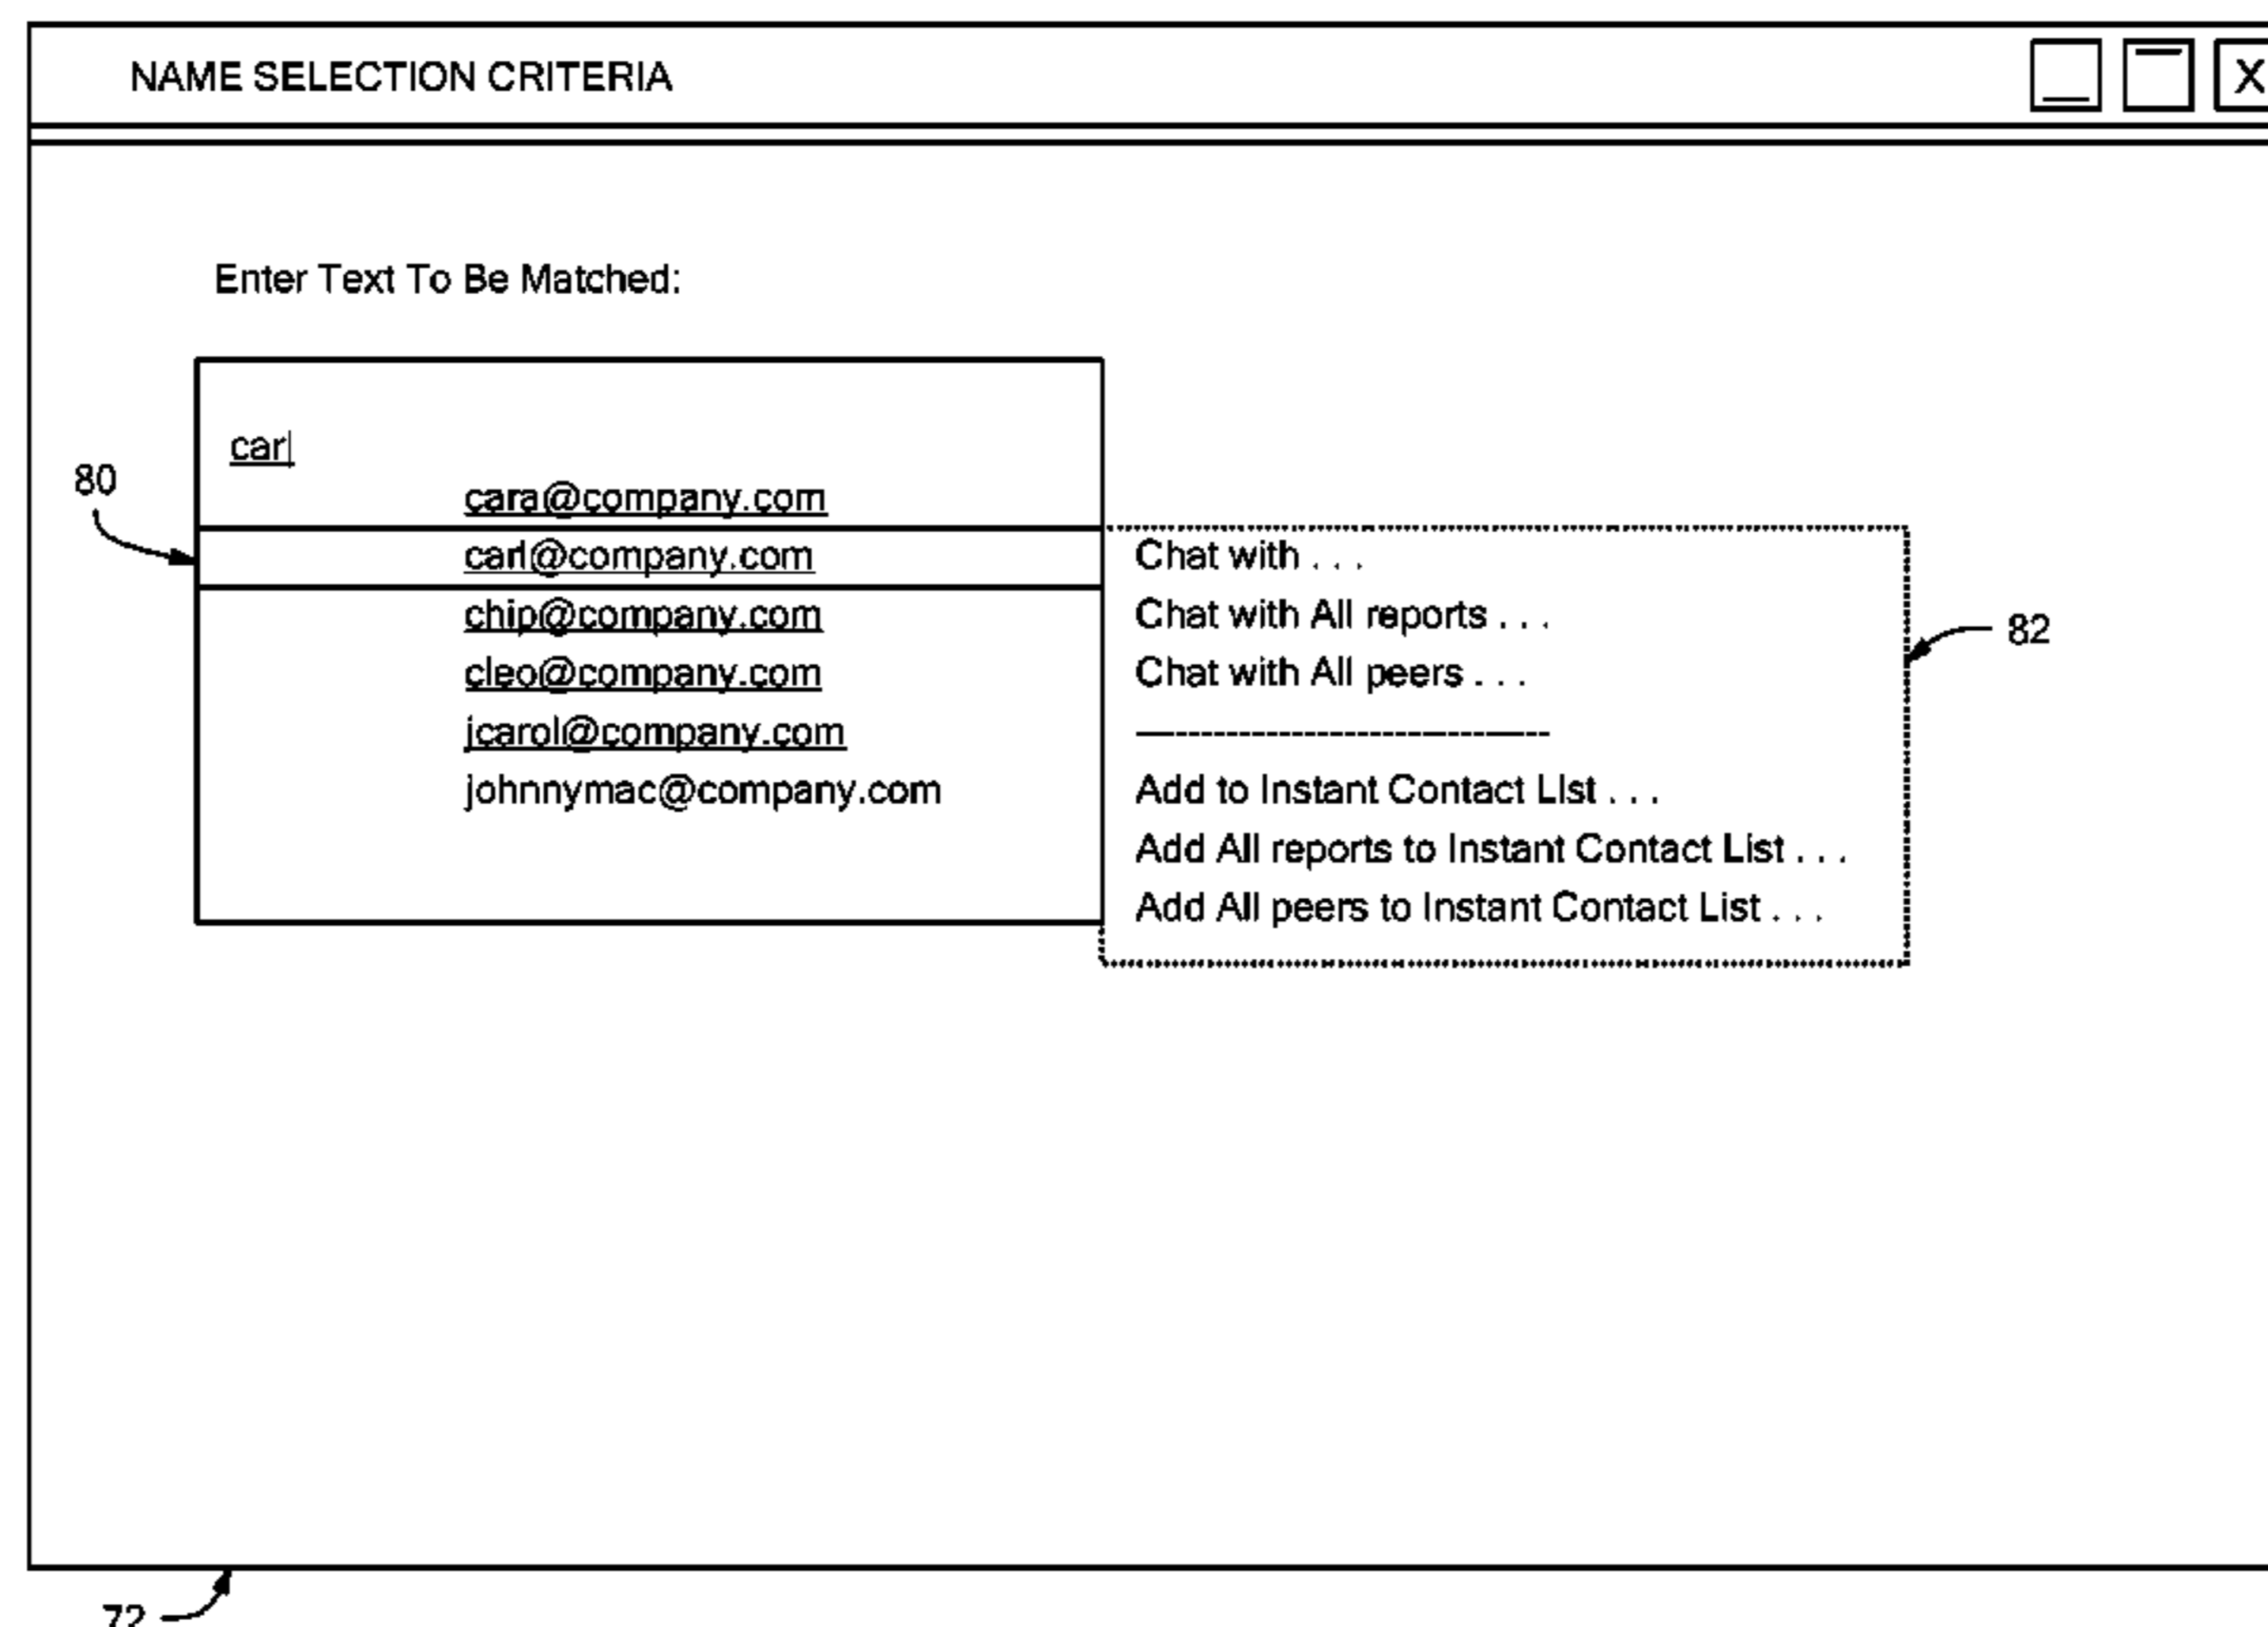 NAME SELECTION CRITERIA
X
Enter Text To Be Matched:
car
80
cara@company.com
carl@company.com
Chat with . . .
chip@company.com
Chat with All reports . . .
82
cleo@company.com
Chat with All peers . . .
jcarol@company.com
johnnymac@company.com
Add to Instant Contact LIst . . .
Add All reports to Instant Contact List . . .
Add All peers to Instant Contact List . . .
72